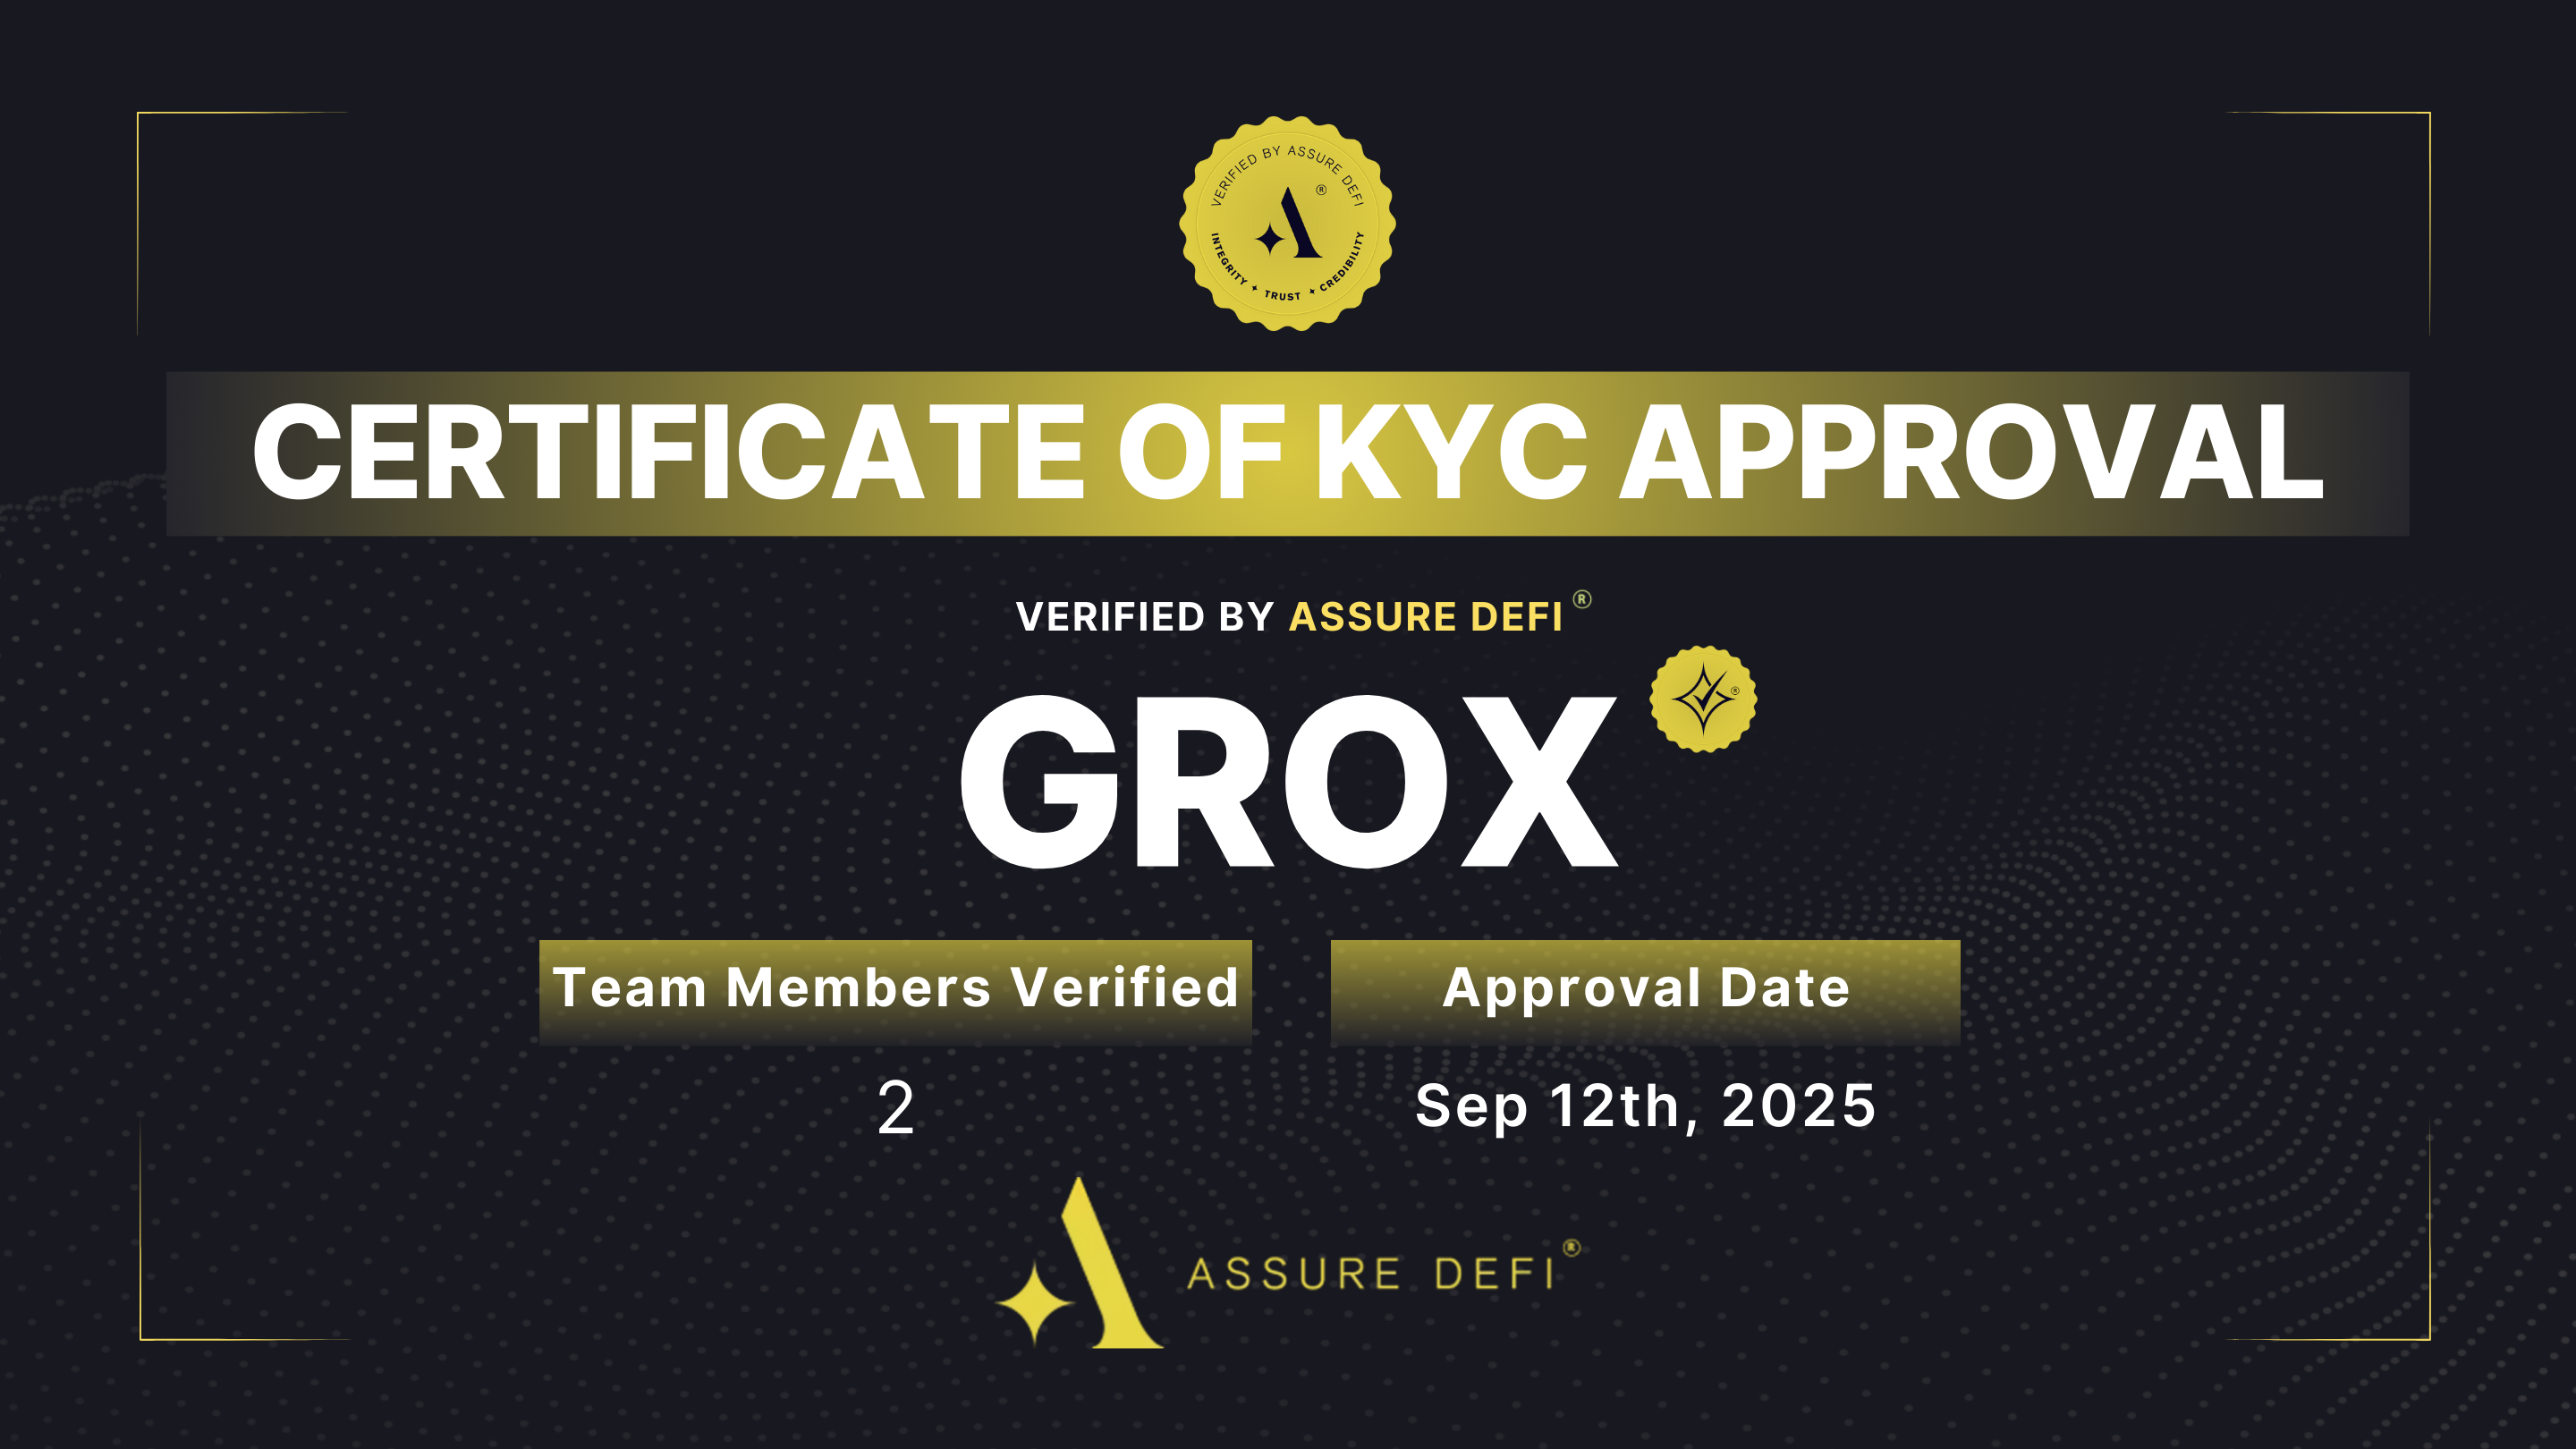 VERIFIED BY ASSURE DEFI
®
INTEGRITY ✦ TRUST ✦ CREDIBILITY
CERTIFICATE OF KYC APPROVAL
VERIFIED BY ASSURE DEFI ®
GROX
®
Team Members Verified
2
Approval Date
Sep 12th, 2025
ASSURE DEFI ®